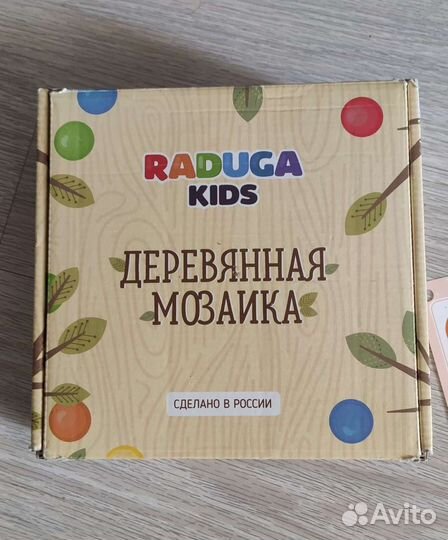 RADUGA
KIDS
ДЕРЕВЯННАЯ
МОЗАИКА
СДЕЛАНО В РОССИИ
Avito